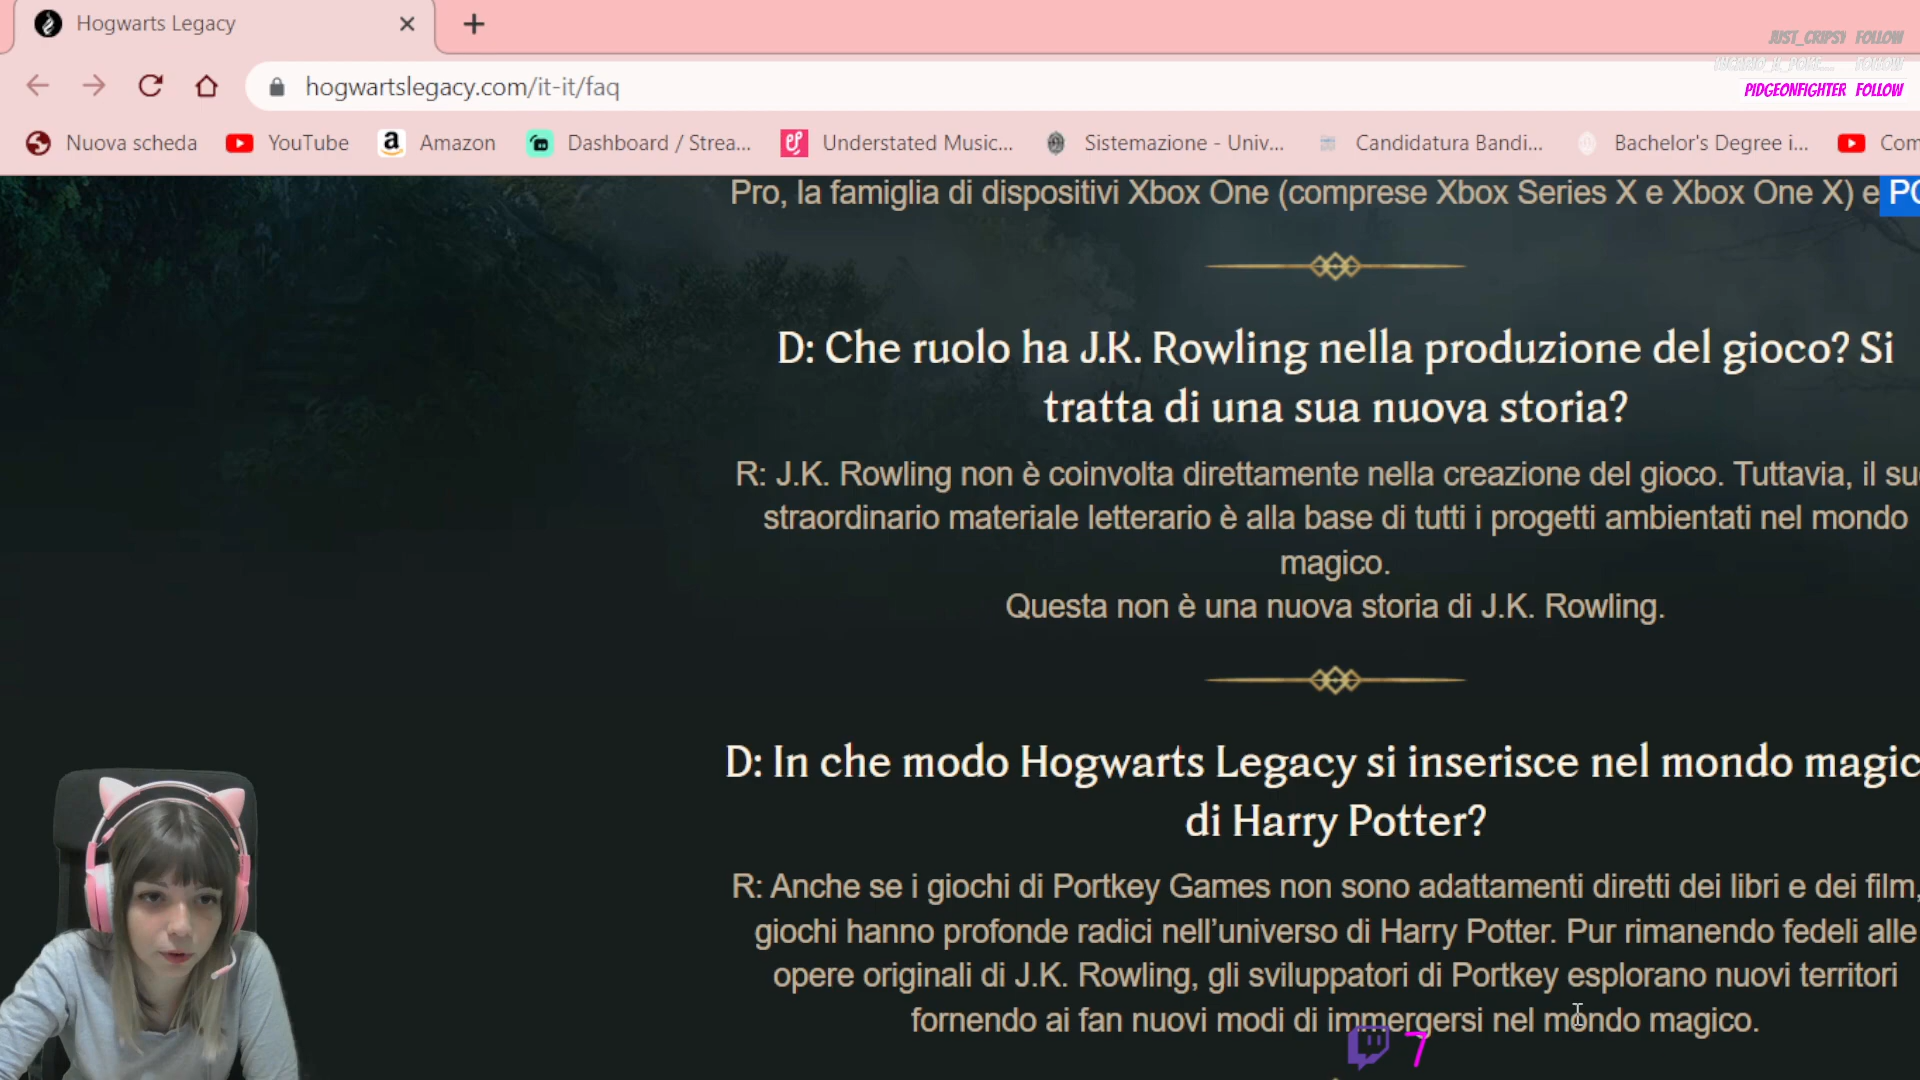 Hogwarts Legacy
JUST_CRIPSY FOLLOW
FOLLOW
PIDGEONFIGHTER FOLLOW
hogwartslegacy.com/it-it/faq
Nuova scheda YouTube Amazon Dashboard / Strea... Understated Music... Sistemazione - Univ... Candidatura Bandi... Bachelor's Degree i... Com
Pro, la famiglia di dispositivi Xbox One (comprese Xbox Series X e Xbox One X) e PC
D: Che ruolo ha J.K. Rowling nella produzione del gioco? Si
tratta di una sua nuova storia?
R: J.K. Rowling non è coinvolta direttamente nella creazione del gioco. Tuttavia, il su
straordinario materiale letterario è alla base di tutti i progetti ambientati nel mondo
magico.
Questa non è una nuova storia di J.K. Rowling.
D: In che modo Hogwarts Legacy si inserisce nel mondo magic
di Harry Potter?
R: Anche se i giochi di Portkey Games non sono adattamenti diretti dei libri e dei film,
giochi hanno profonde radici nell’universo di Harry Potter. Pur rimanendo fedeli alle
opere originali di J.K. Rowling, gli sviluppatori di Portkey esplorano nuovi territori
fornendo ai fan nuovi modi di immergersi nel mondo magico.
7